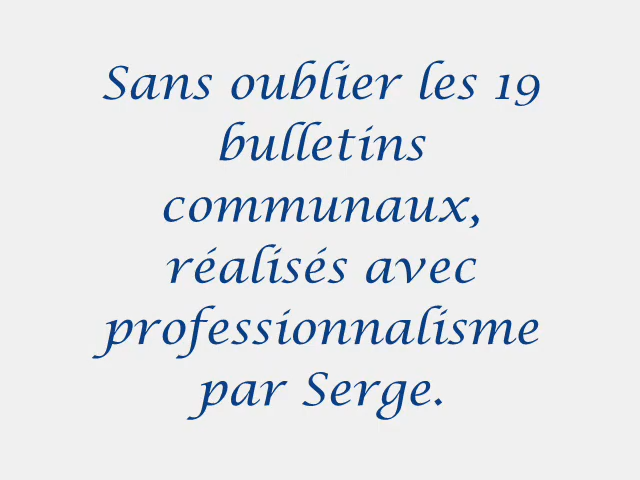 Sans oublier les 19
bulletins
communaux,
réalisés avec
professionnalisme
par Serge.